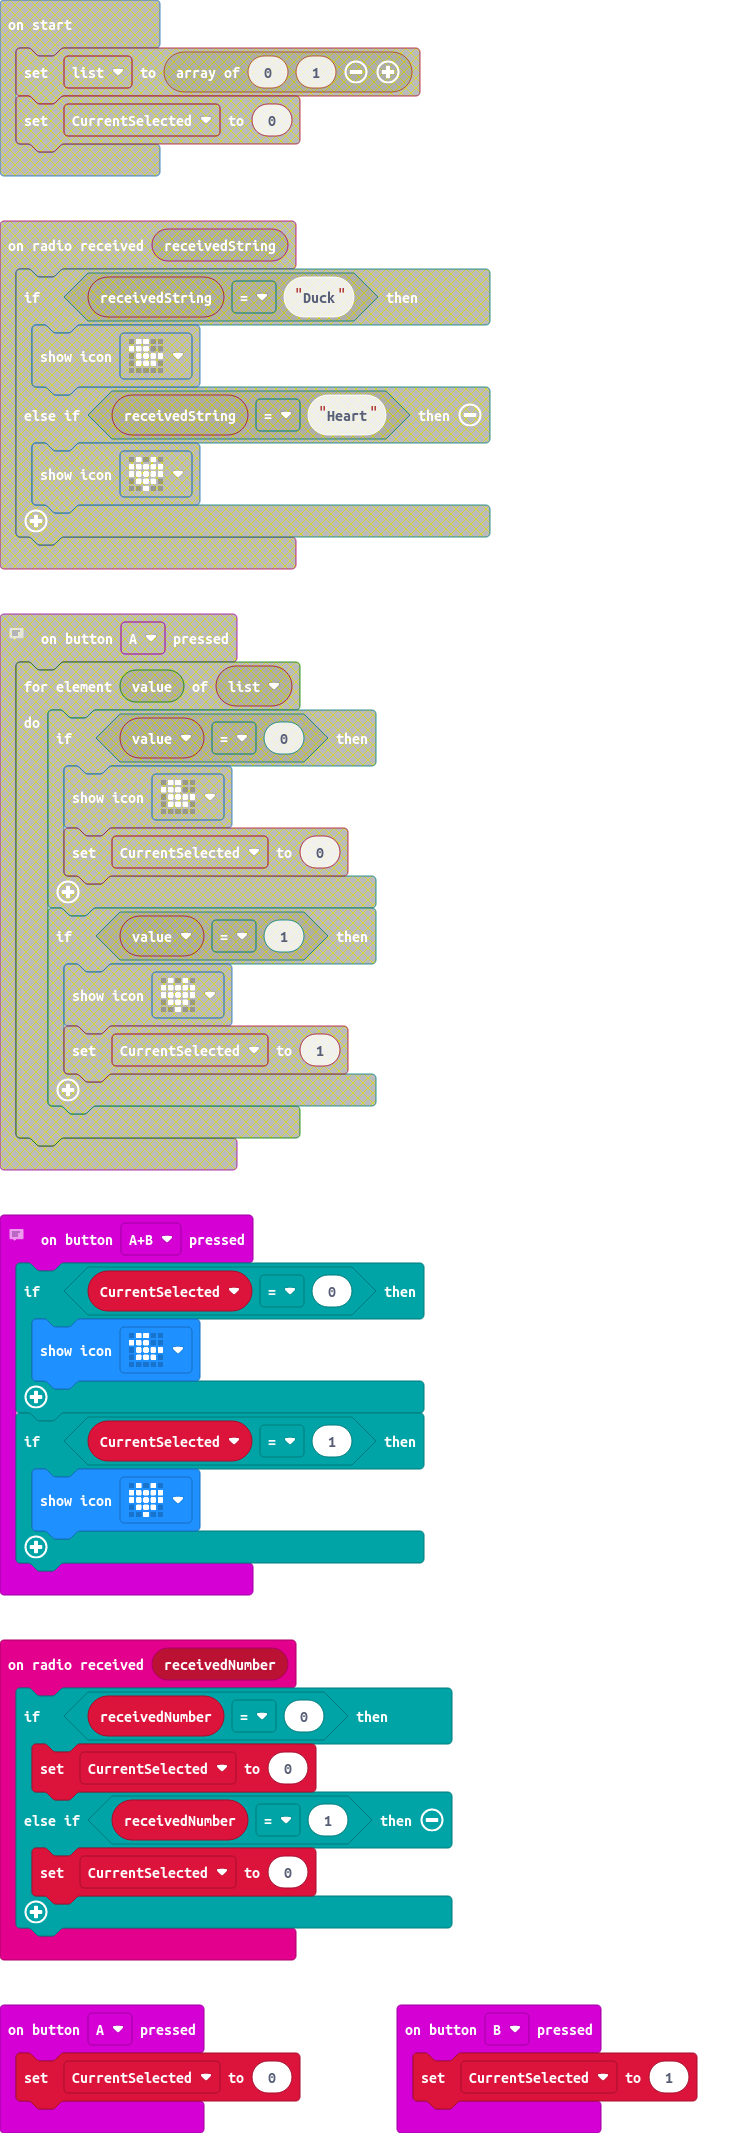 on start
set list to array of 0 1
set CurrentSelected to 0
on radio received receivedString
if receivedString = "Duck" then
show icon
else if receivedString = "Heart" then
show icon
on button A pressed
for element value of list
do
if value = 0 then
show icon
set CurrentSelected to 0
if value = 1 then
show icon
set CurrentSelected to 1
on button A+B pressed
if CurrentSelected = 0 then
show icon
if CurrentSelected = 1 then
show icon
on radio received receivedNumber
if receivedNumber = 0 then
set CurrentSelected to 0
else if receivedNumber = 1 then
set CurrentSelected to 0
on button A pressed
set CurrentSelected to 0
on button B pressed
set CurrentSelected to 1